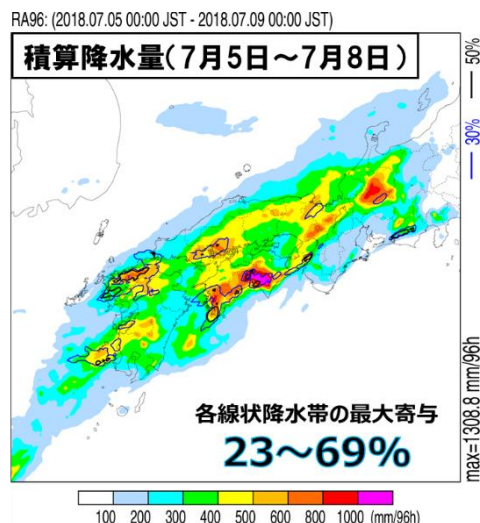 RA96: (2018.07.05 00:00 JST - 2018.07.09 00:00 JST)
積算降水量(7月5日～7月8日)
50%
30%
max=1308.8 mm/96h
各線状降水帯の最大寄与
23～69%
100 200 300 400 500 600 800 1000 (mm/96h)